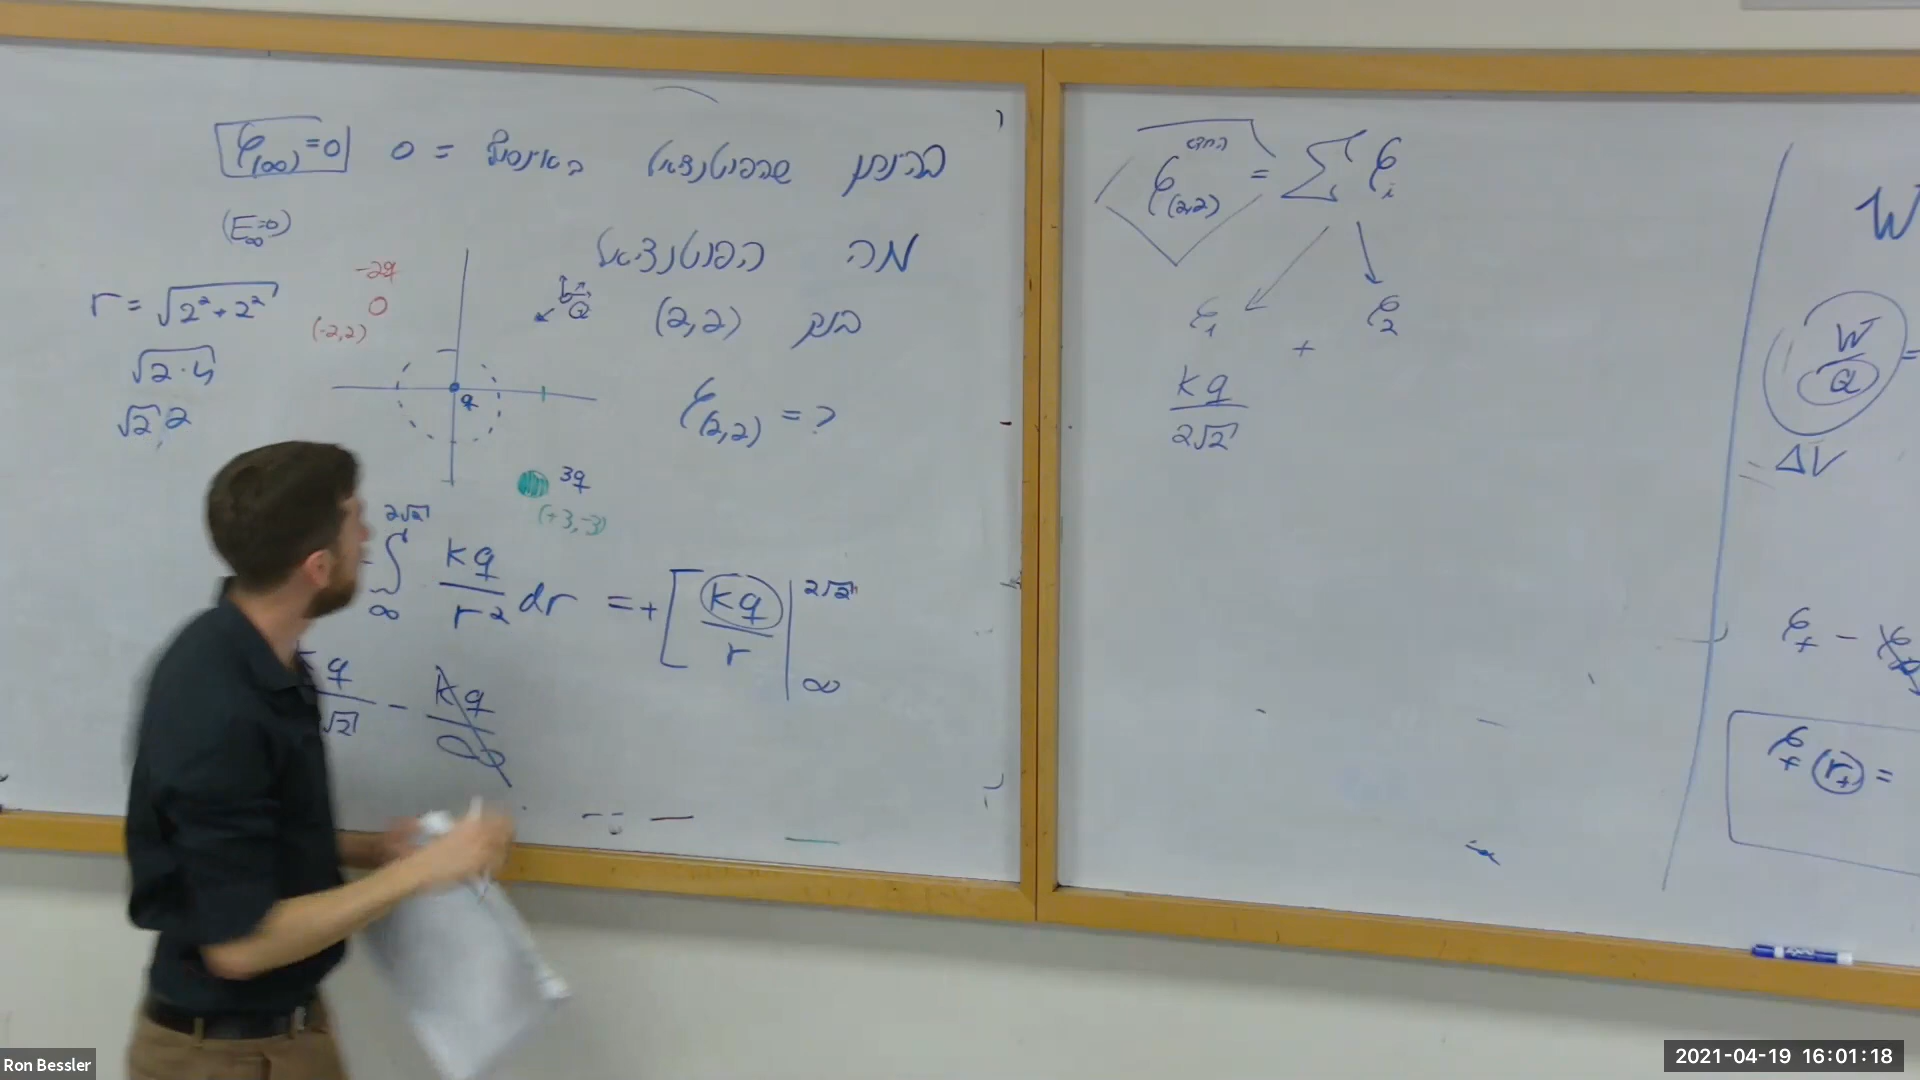 בהינתן שהפוטנציאל באינסוף = 0
φ(∞) = 0
(E∞=0)
מה הפוטנציאל
בנק (2,2)
φ(2,2) = ?
r = √2²+2²
√2·4
√2 2
-2q
(-2,2)
Q
q
3q
(+3,-3)
-∫ 2√2 ∞ kq/r² dr = +[kq/r | 2√2 ∞
kq/2√2 - kq/∞
φ(2,2) = Σ φi
φ1 + φ2
kq/2√2
W
W/Q =
= ΔV
φf -
φf(rf) =
Ron Bessler
2021-04-19 16:01:18